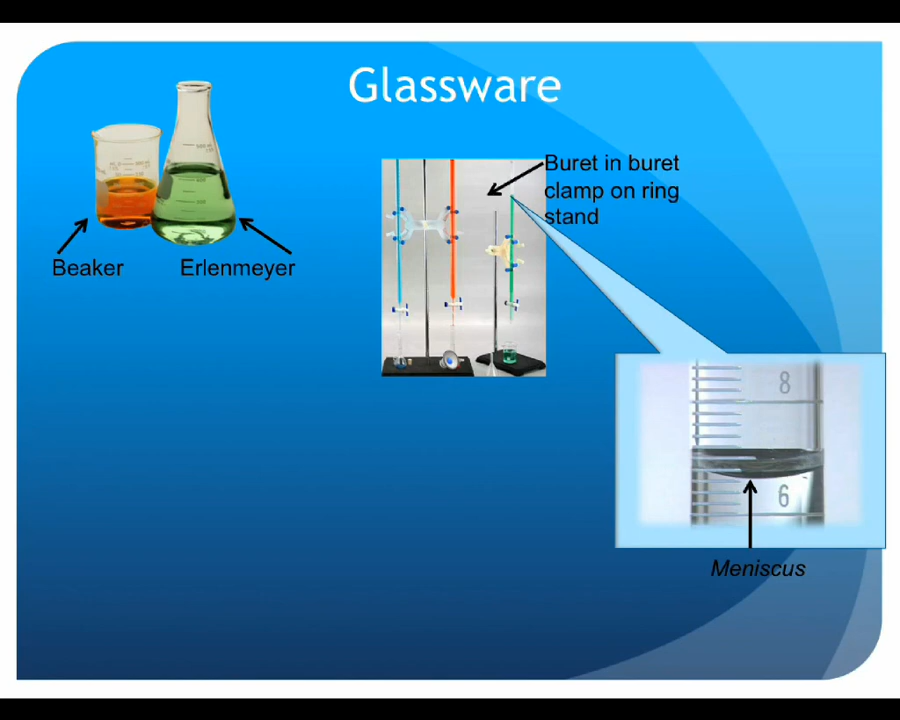 Glassware
Buret in buret
clamp on ring
stand
Beaker
Erlenmeyer
8
6
Meniscus